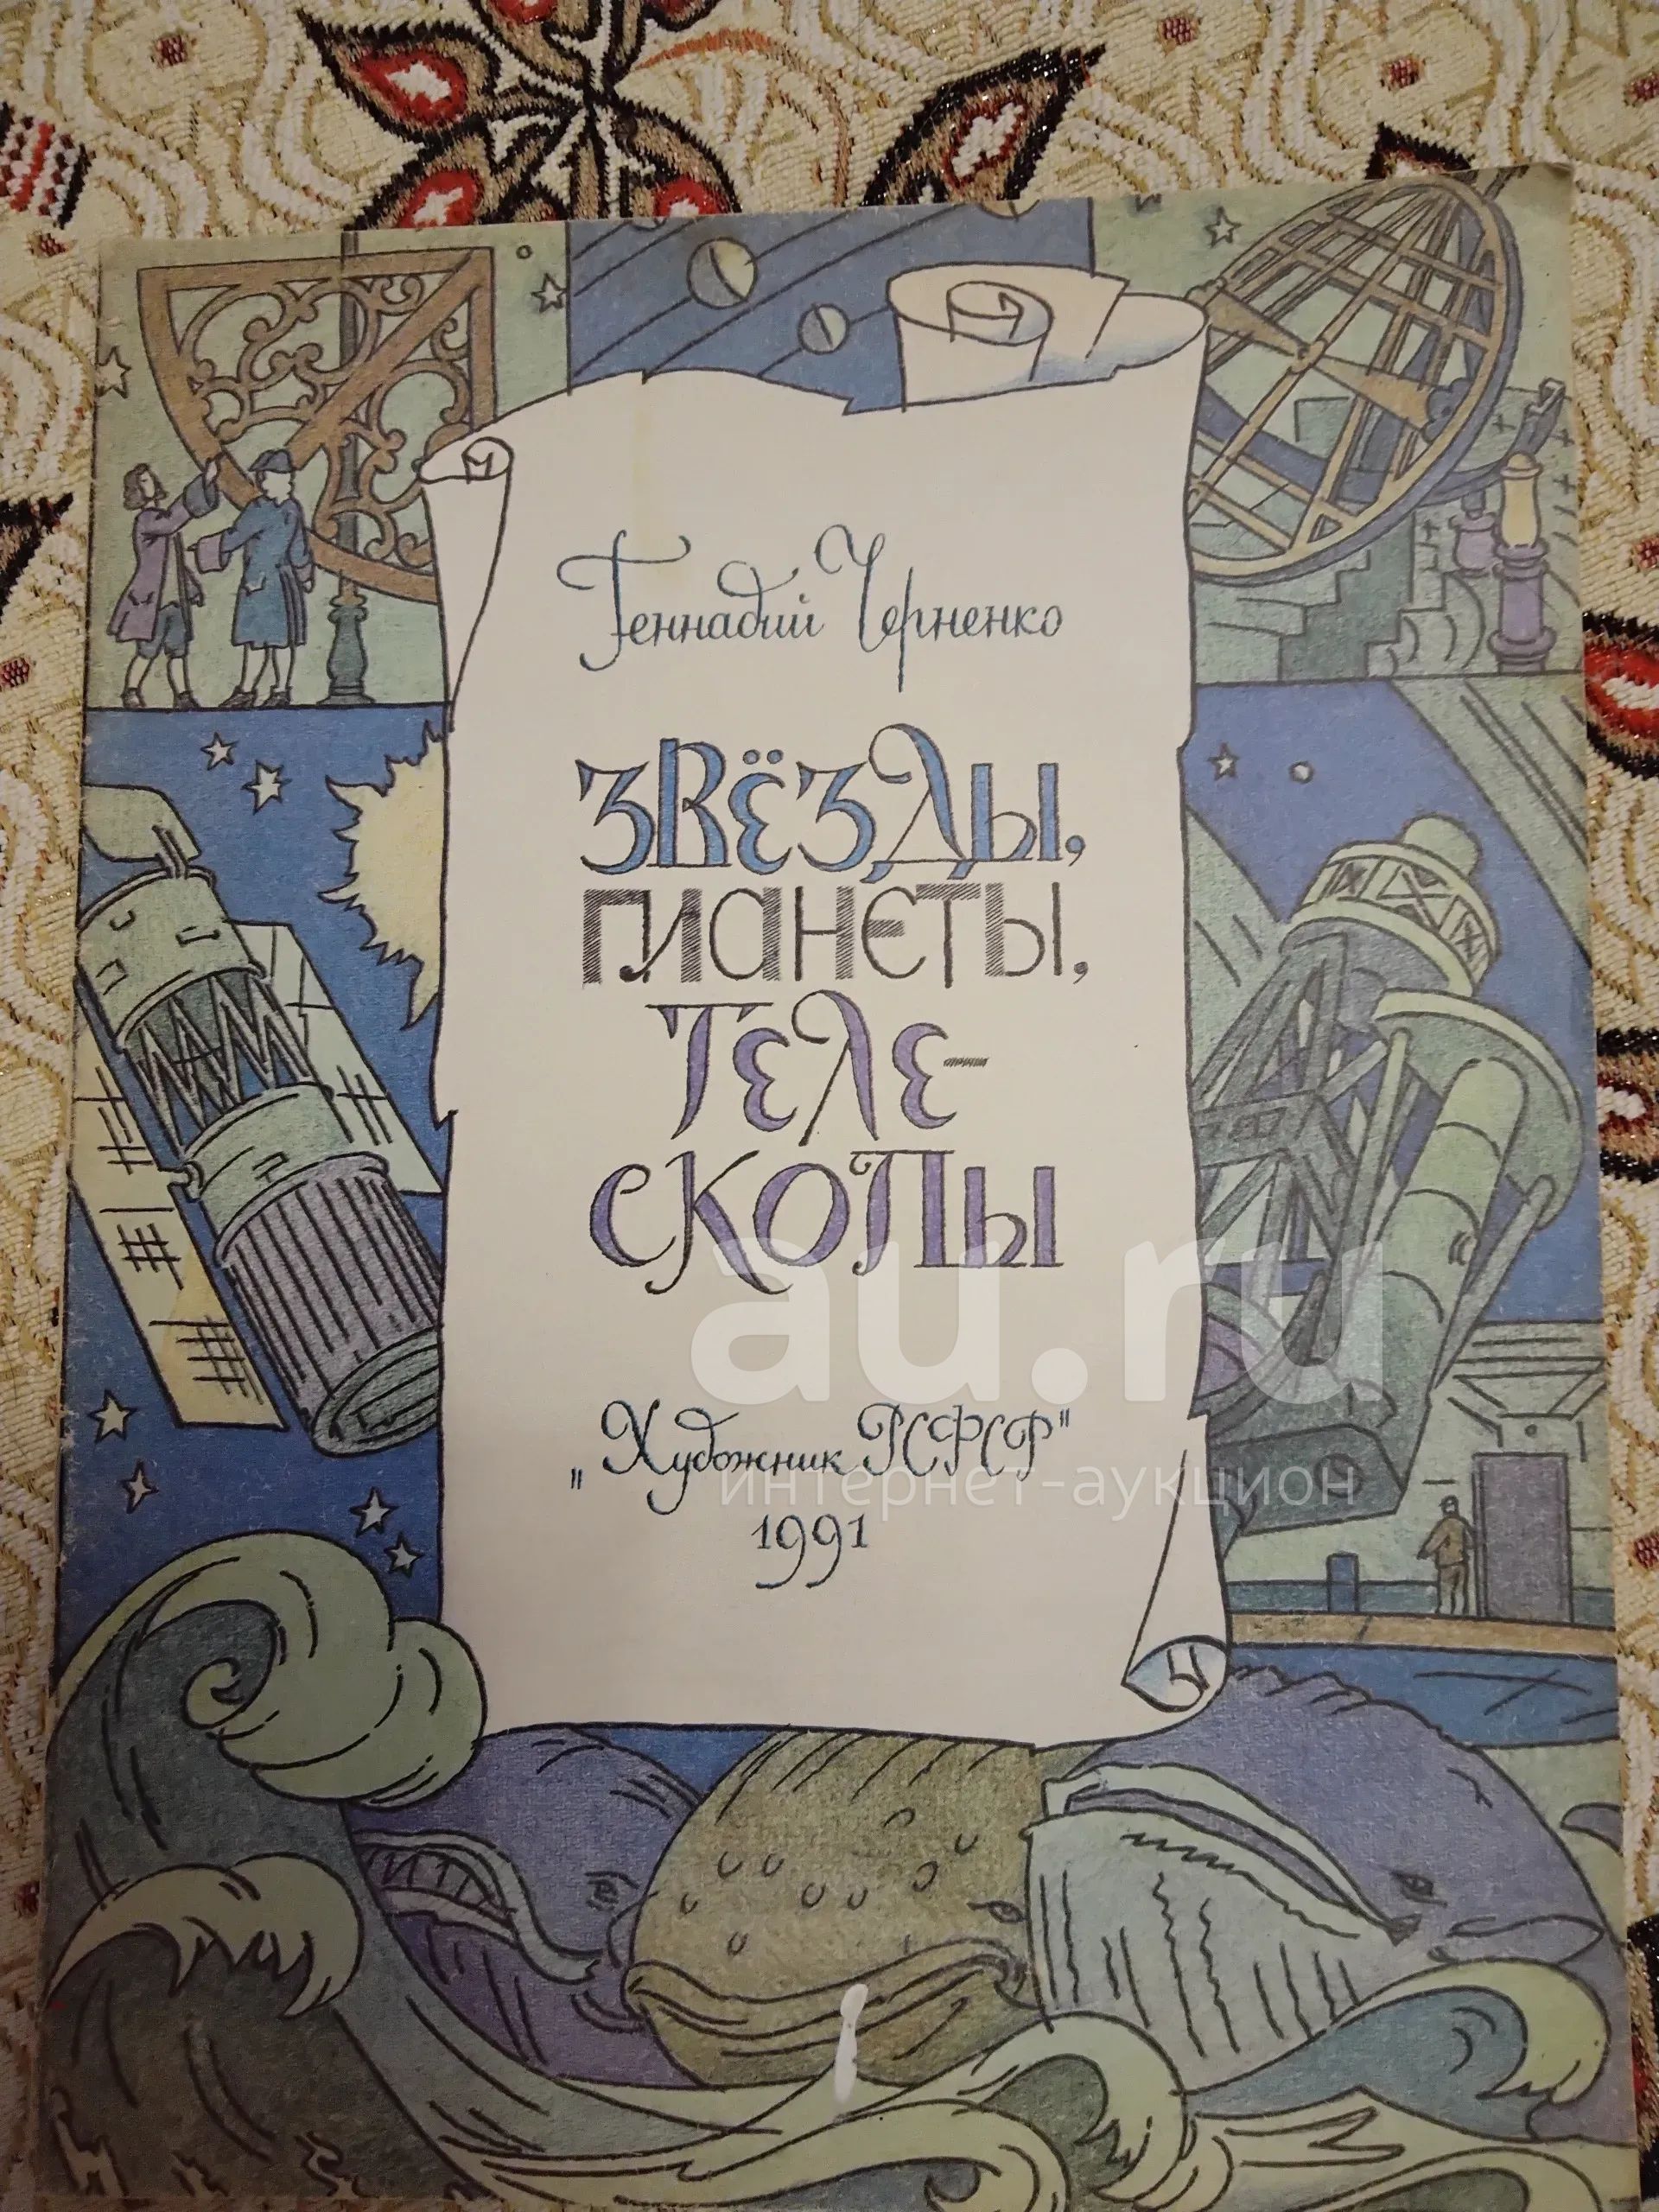 Геннадий Черненко
ЗВЁЗДЫ,
ПЛАНЕТЫ,
ТЕЛЕ-
СКОПЫ
au.ru
„Художник РСФСР"
интернет-аукцион
1991